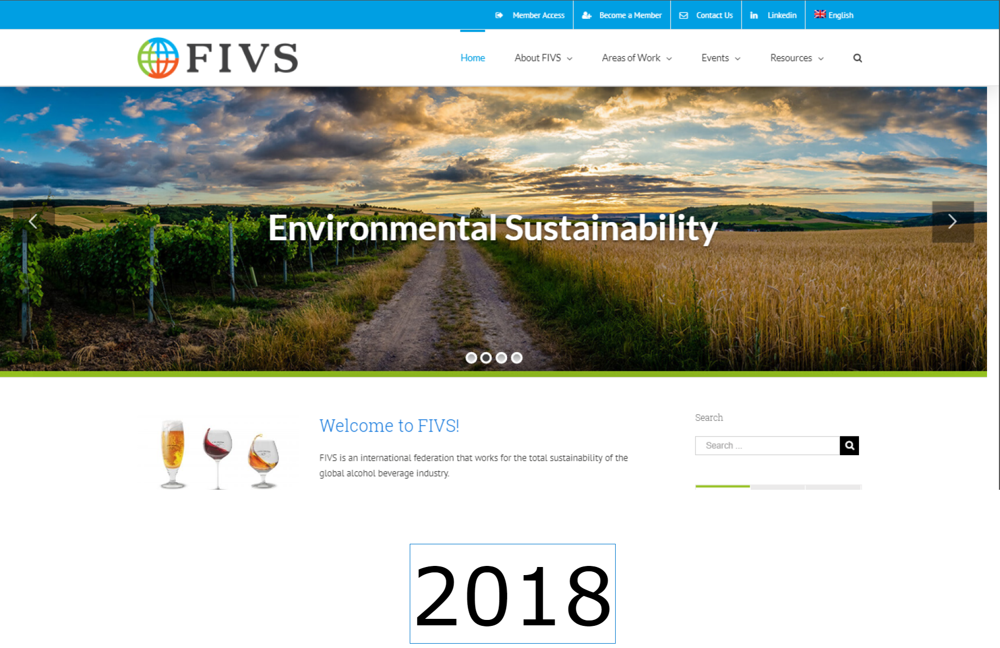 Member Access Become a Member Contact Us Linkedin English
FIVS
Home About FIVS Areas of Work Events Resources
Environmental Sustainability
Welcome to FIVS!
FIVS is an international federation that works for the total sustainability of the
global alcohol beverage industry.
Search
Search ...
2018